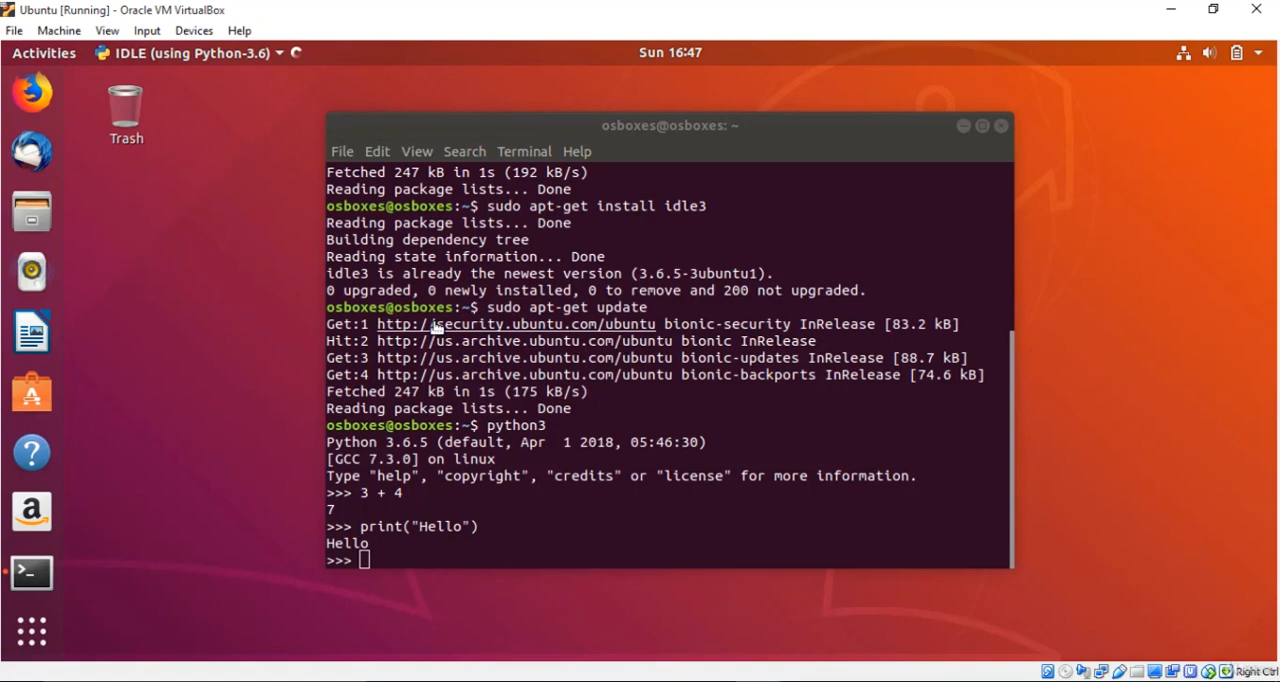 Ubuntu [Running] - Oracle VM VirtualBox
File Machine View Input Devices Help
Activities IDLE (using Python-3.6) Sun 16:47
Trash
osboxes@osboxes: ~
File Edit View Search Terminal Help
Fetched 247 kB in 1s (192 kB/s)
Reading package lists... Done
osboxes@osboxes:~$ sudo apt-get install idle3
Reading package lists... Done
Building dependency tree
Reading state information... Done
idle3 is already the newest version (3.6.5-3ubuntu1).
0 upgraded, 0 newly installed, 0 to remove and 200 not upgraded.
osboxes@osboxes:~$ sudo apt-get update
Get:1 http://security.ubuntu.com/ubuntu bionic-security InRelease [83.2 kB]
Hit:2 http://us.archive.ubuntu.com/ubuntu bionic InRelease
Get:3 http://us.archive.ubuntu.com/ubuntu bionic-updates InRelease [88.7 kB]
Get:4 http://us.archive.ubuntu.com/ubuntu bionic-backports InRelease [74.6 kB]
Fetched 247 kB in 1s (175 kB/s)
Reading package lists... Done
osboxes@osboxes:~$ python3
Python 3.6.5 (default, Apr  1 2018, 05:46:30)
[GCC 7.3.0] on linux
Type "help", "copyright", "credits" or "license" for more information.
>>> 3 + 4
7
>>> print("Hello")
Hello
>>>
Right Ctrl